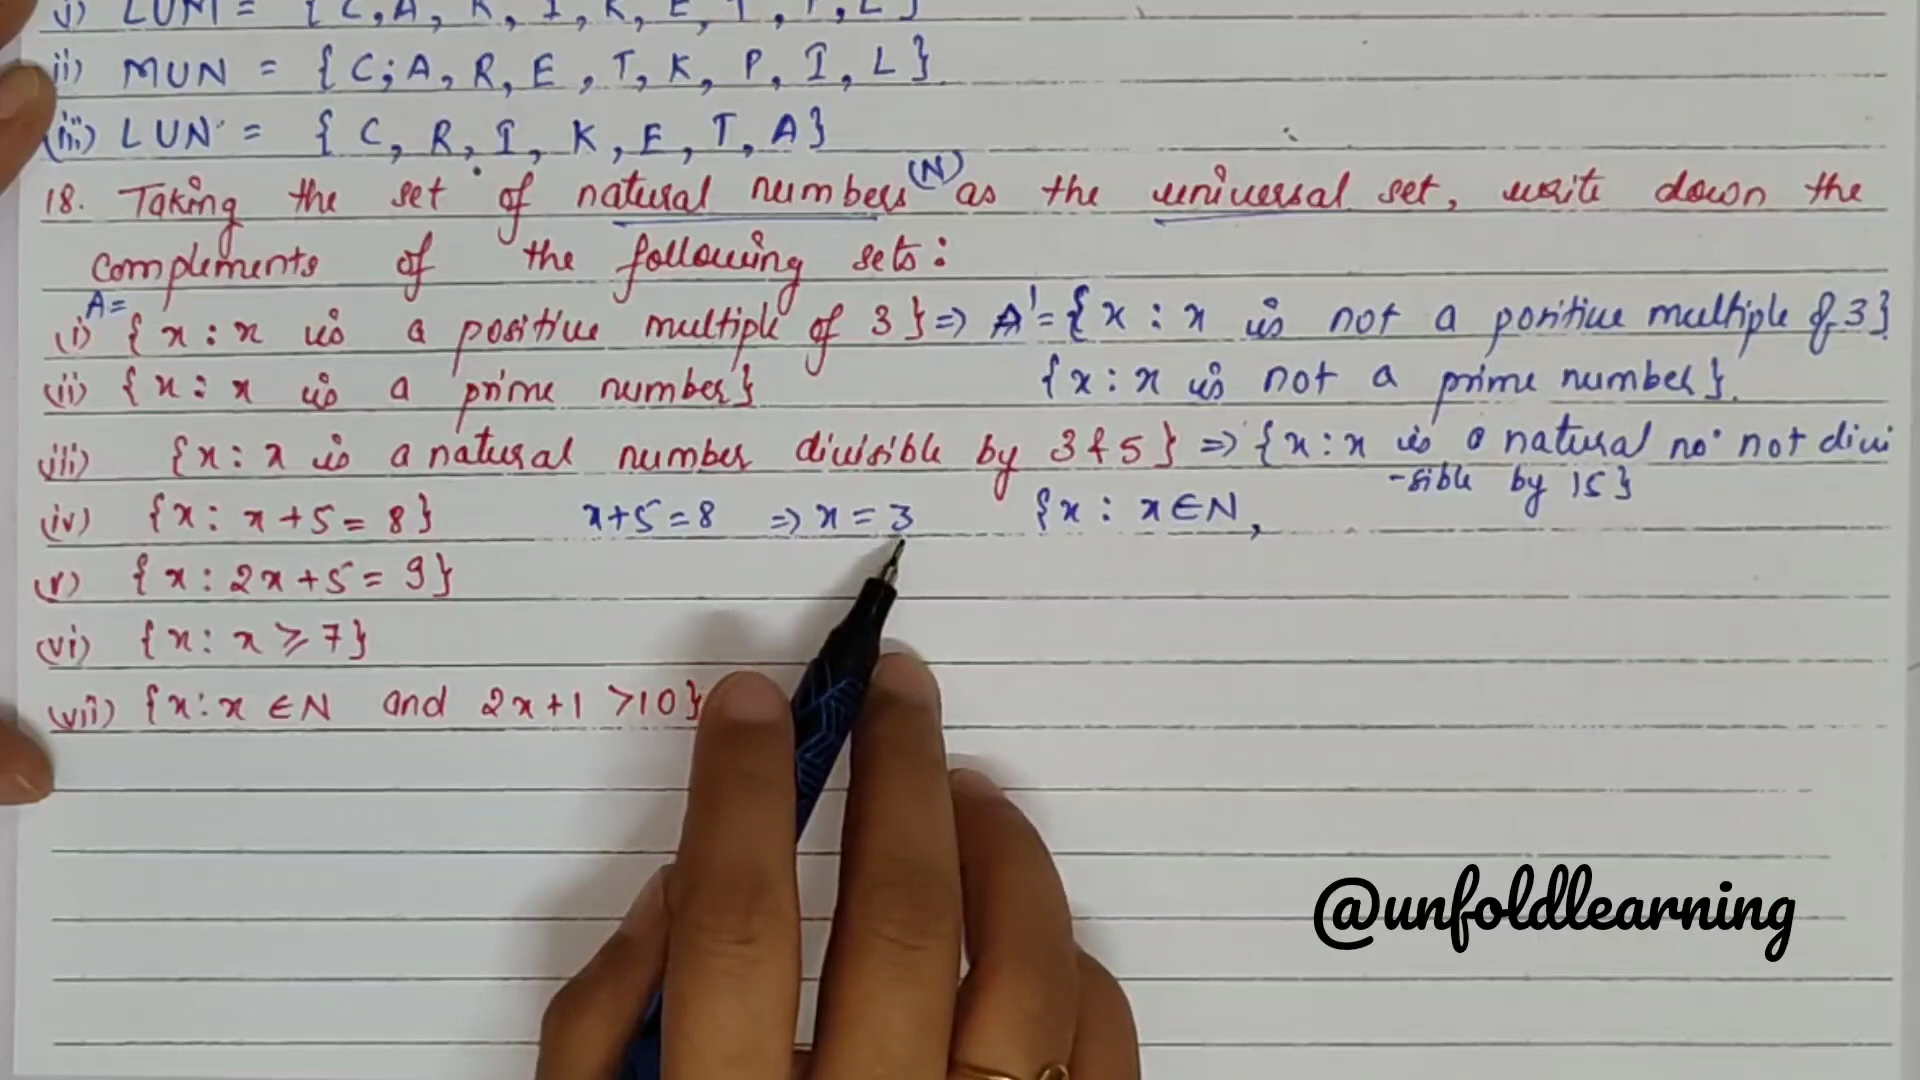 i) LUM = { C, A, R, I, K, E, T, P, L }
ii) MUN = { C, A, R, E, T, K, P, I, L }
(iii) LUN = { C, R, I, K, E, T, A }
18. Taking the set of natural numbers (N) as the universal set, write down the
complements of the following sets:
A=
(i) { x : x is a positive multiple of 3 } => A' = { x : x is not a positive multiple of 3 }
(ii) { x : x is a prime number } { x : x is not a prime number }.
iii) { x : x is a natural number divisible by 3 & 5 } => { x : x is a natural no. not divi
-sible by 15 }
(iv) { x : x + 5 = 8 } x + 5 = 8 => x = 3 { x : x ∈ N,
(v) { x : 2x + 5 = 9 }
(vi) { x : x ⩾ 7 }
(vii) { x : x ∈ N and 2x + 1 > 10 }
@unfoldlearning